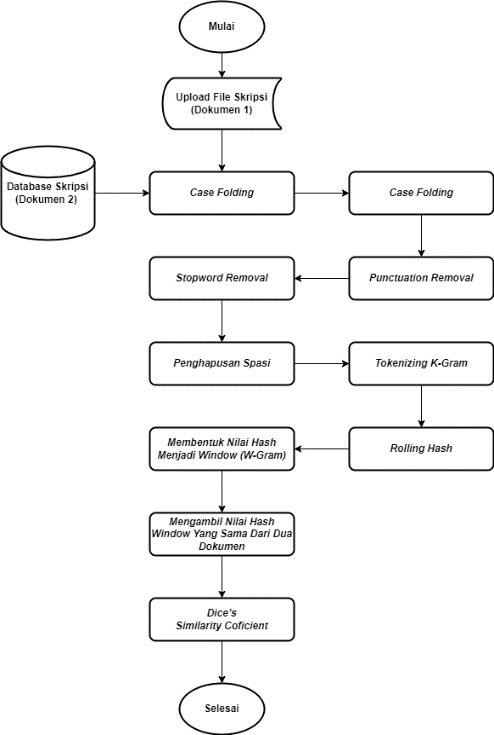 Mulai
Upload File Skripsi
(Dokumen 1)
Database Skripsi
(Dokumen 2)
Case Folding
Case Folding
Stopword Removal
Punctuation Removal
Penghapusan Spasi
Tokenizing K-Gram
Membentuk Nilai Hash
Menjadi Window (W-Gram)
Rolling Hash
Mengambil Nilai Hash
Window Yang Sama Dari Dua
Dokumen
Dice's
Similarity Coficient
Selesai